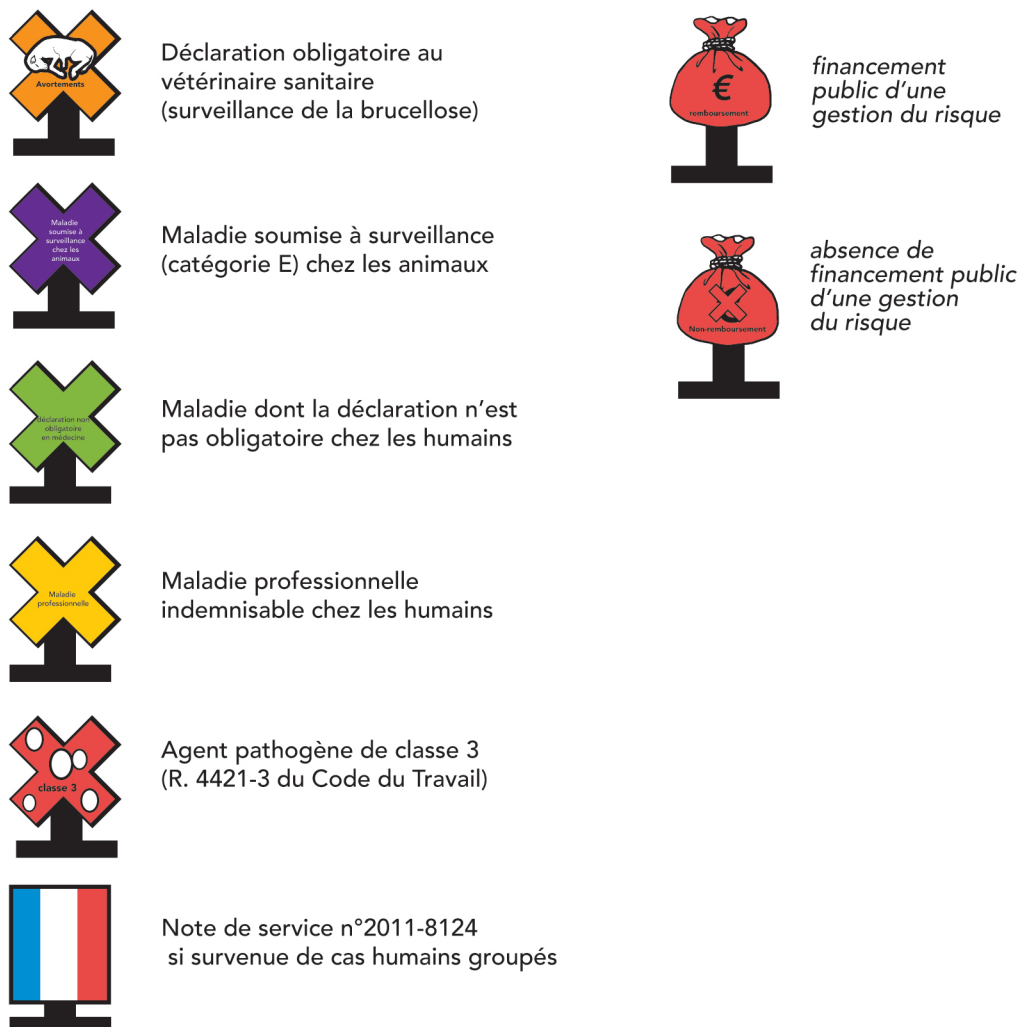 Avortements
Déclaration obligatoire au
vétérinaire sanitaire
(surveillance de la brucellose)
Maladie
soumise à
surveillance
chez les
animaux
Maladie soumise à surveillance
(catégorie E) chez les animaux
déclaration non
obligatoire
en médecine
Maladie dont la déclaration n’est
pas obligatoire chez les humains
Maladie
professionnelle
Maladie professionnelle
indemnisable chez les humains
classe 3
Agent pathogène de classe 3
(R. 4421-3 du Code du Travail)
Note de service n°2011-8124
si survenue de cas humains groupés
€
remboursement
financement
public d’une
gestion du risque
Non-remboursement
absence de
financement public
d’une gestion
du risque